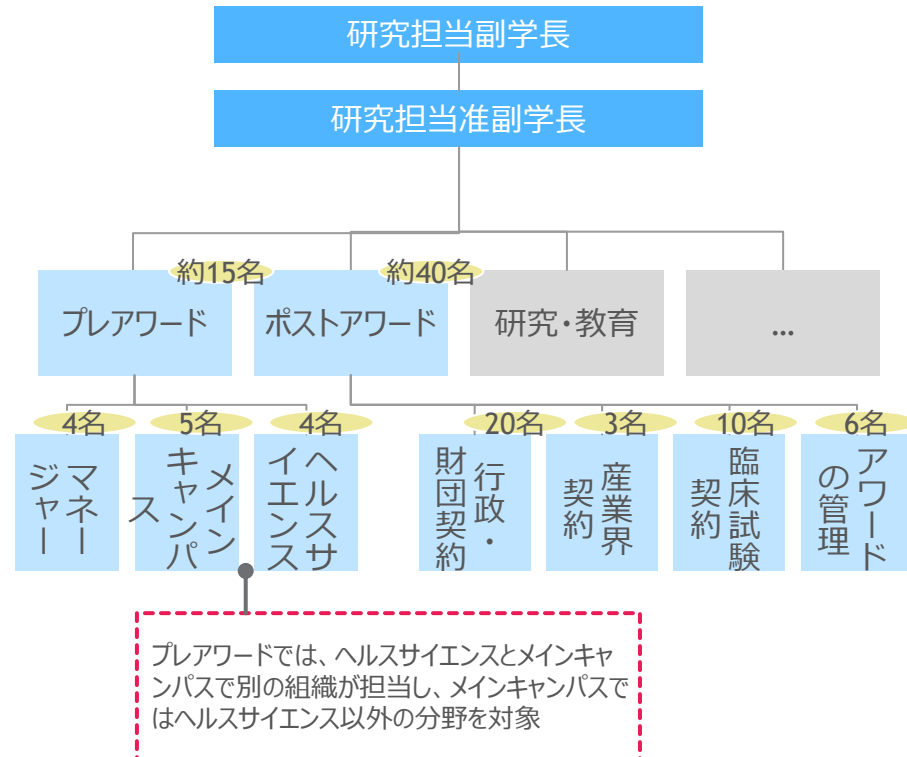 研究担当副学長
研究担当准副学長
約15名
約40名
プレアワード
ポストアワード
研究・教育
...
4名
5名
4名
20名
3名
10名
6名
マネー
ジャー
メイン
キャンパ
ス
ヘルスサ
イエンス
行政・
財団契約
産業界
契約
臨床試験
契約
アワード
の管理
プレアワードでは、ヘルスサイエンスとメインキャ
ンパスで別の組織が担当し、メインキャンパスで
はヘルスサイエンス以外の分野を対象